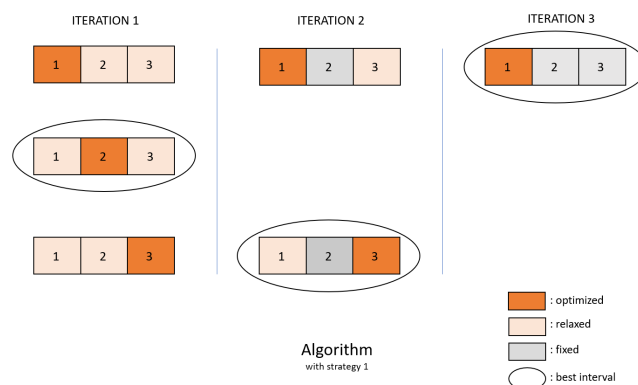 ITERATION 1
ITERATION 2
ITERATION 3
1 2 3
1 2 3
1 2 3
1 2 3
1 2 3
1 2 3
: optimized
: relaxed
: fixed
: best interval
Algorithm
with strategy 1